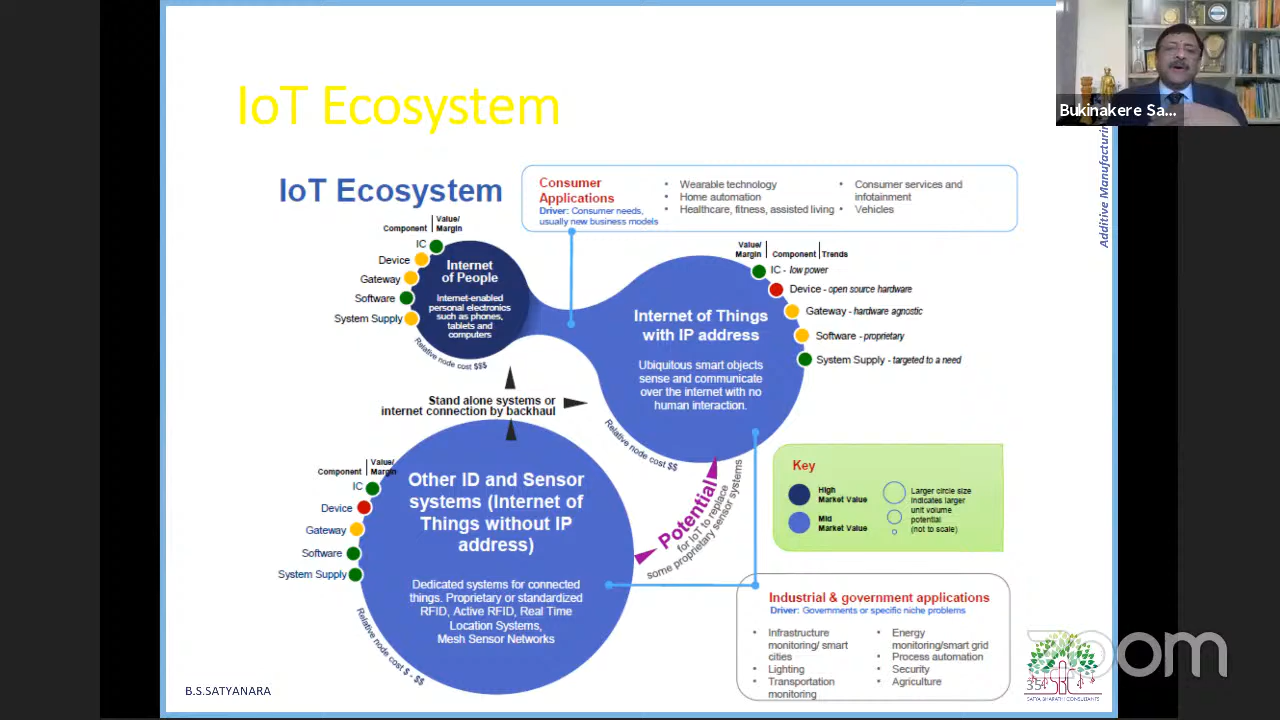 IoT Ecosystem
Bukinakere Sa...
Additive Manufacturin
IoT Ecosystem
Consumer
Applications
Driver: Consumer needs,
usually new business models
• Wearable technology
• Home automation
• Healthcare, fitness, assisted living
• Consumer services and
infotainment
• Vehicles
Component
Value/
Margin
IC
Device
Gateway
Software
System Supply
Internet
of People
Internet-enabled
personal electronics
such as phones,
tablets and
computers
Relative node cost $$$
Value/
Margin
Component
Trends
IC - low power
Device - open source hardware
Gateway - hardware agnostic
Software - proprietary
System Supply - targeted to a need
Internet of Things
with IP address
Ubiquitous smart objects
sense and communicate
over the internet with no
human interaction.
Relative node cost $$
Stand alone systems or
internet connection by backhaul
Component
Value/
Margin
IC
Device
Gateway
Software
System Supply
Other ID and Sensor
systems (Internet of
Things without IP
address)
Dedicated systems for connected
things. Proprietary or standardized
RFID, Active RFID, Real Time
Location Systems,
Mesh Sensor Networks
Relative node cost $ - $$
Potential
for IoT to replace
some proprietary sensor systems
Key
High
Market Value
Mid
Market Value
Larger circle size
indicates larger
unit volume
potential
(not to scale)
Industrial & government applications
Driver: Governments or specific niche problems
• Infrastructure
monitoring/ smart
cities
• Lighting
• Transportation
monitoring
• Energy
monitoring/smart grid
• Process automation
• Security
• Agriculture
B.S.SATYANARA
35
zoom
SATYA BHARATHI CONSULTANTS